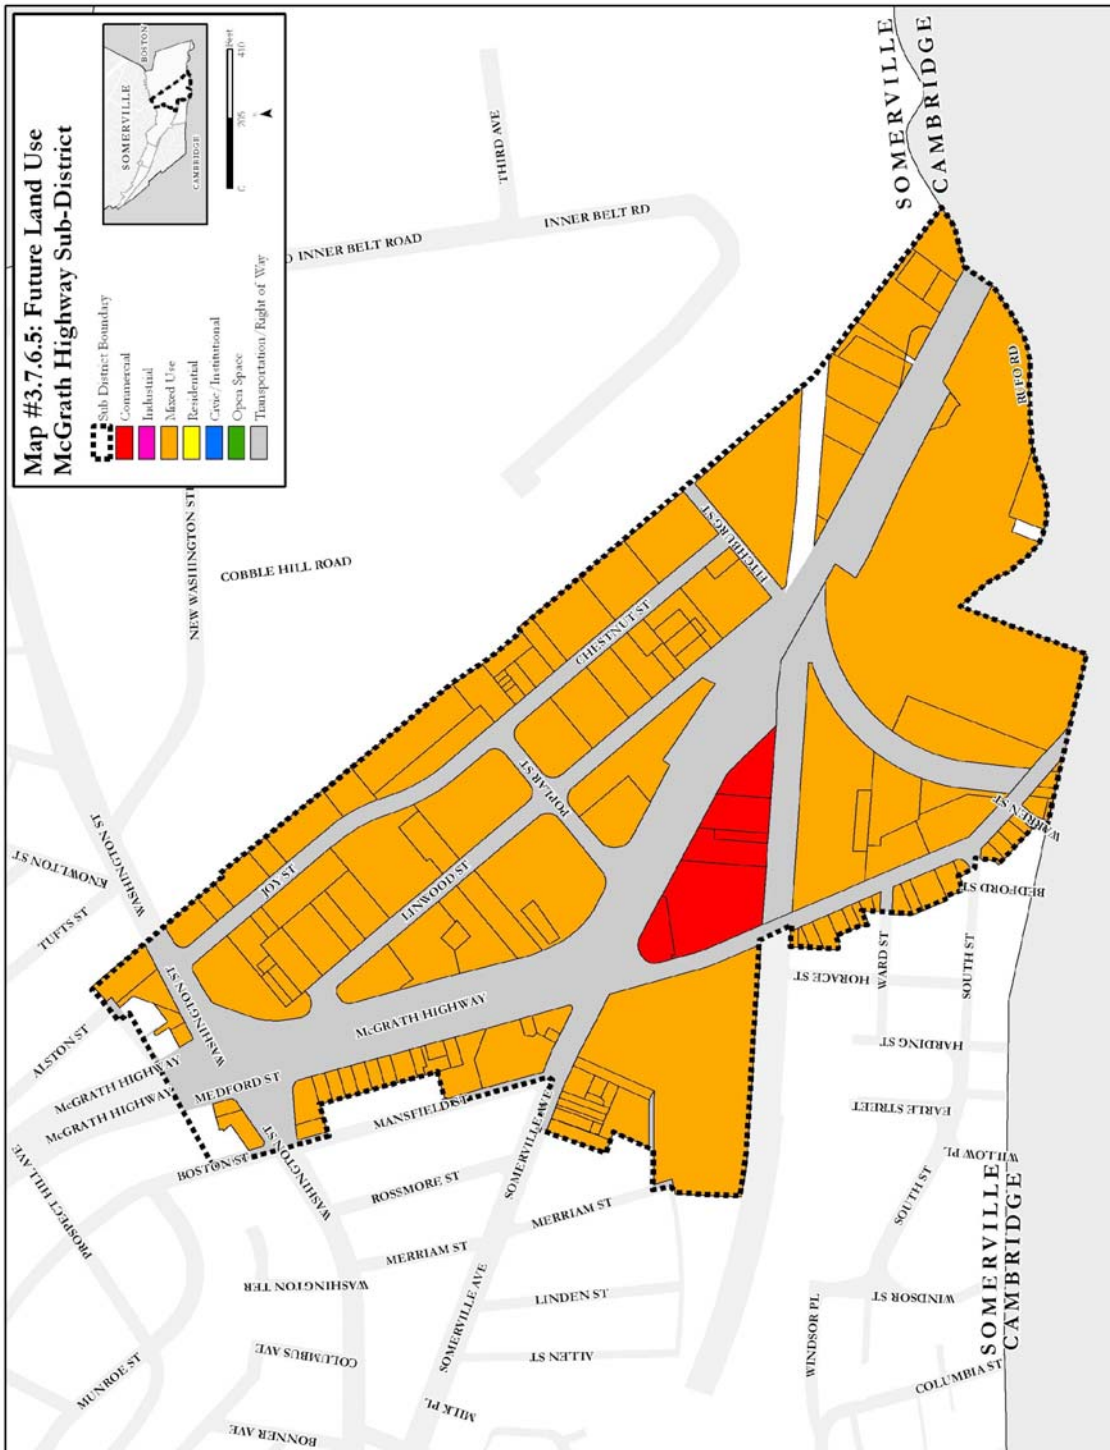 Map #3.7.6.5: Future Land Use
McGrath Highway Sub-District
Sub District Boundary
Commercial
Industrial
Mixed Use
Residential
Civic/Institutional
Open Space
Transportation/Right of Way
SOMERVILLE
BOSTON
CAMBRIDGE
205
410
Feet
SOMERVILLE
CAMBRIDGE
THIRD AVE
INNER BELT RD
INNER BELT ROAD
NEW WASHINGTON ST
COBBLE HILL ROAD
RUFO RD
FITCHBURG ST
CHESTNUT ST
POPLAR ST
JOY ST
LINWOOD ST
WASHINGTON ST
KNOWLTON ST
TUFTS ST
WASHINGTON ST
ALSTON ST
McGRATH HIGHWAY
McGRATH HIGHWAY
McGRATH HIGHWAY
WASHINGTON ST
MEDFORD ST
PROSPECT HILL AVE
BOSTON ST
WASHINGTON ST
MANSFIELD ST
SOMERVILLE AVE
ROSSMORE ST
MERRIAM ST
MERRIAM ST
WASHINGTON TER
LINDEN ST
SOMERVILLE AVE
COLUMBUS AVE
ALLEN ST
MUNROE ST
MILK PL
BONNER AVE
WARREN ST
BEDFORD ST
WARD ST
SOUTH ST
HORACE ST
HARDING ST
EARLE STREET
WILLOW PL
SOUTH ST
WINDSOR ST
WINDSOR PL
COLUMBIA ST
SOMERVILLE
CAMBRIDGE